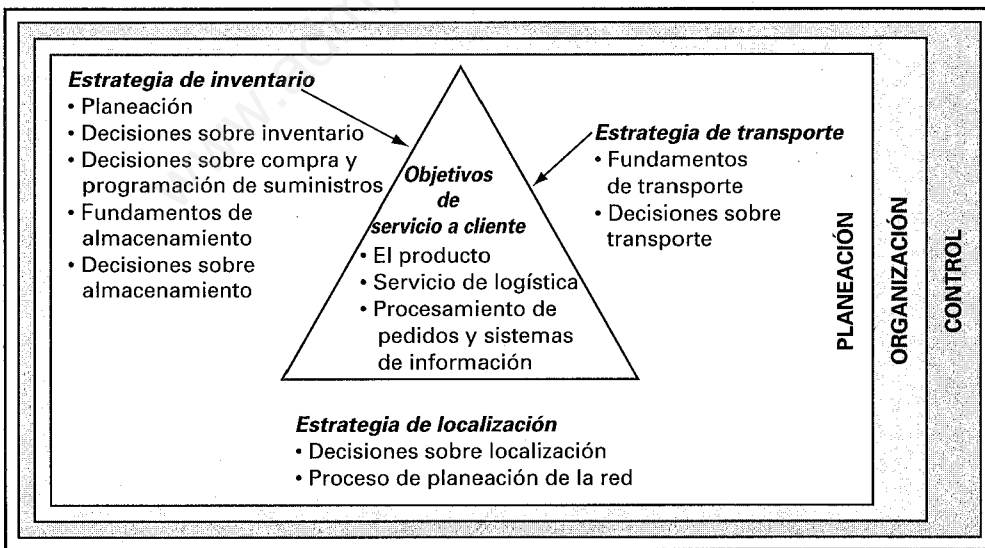 Estrategia de inventario
• Planeación
• Decisiones sobre inventario
• Decisiones sobre compra y
programación de suministros
• Fundamentos de
almacenamiento
• Decisiones sobre
almacenamiento
Objetivos
de
servicio a cliente
• El producto
• Servicio de logística
• Procesamiento de
pedidos y sistemas
de información
Estrategia de transporte
• Fundamentos
de transporte
• Decisiones sobre
transporte
Estrategia de localización
• Decisiones sobre localización
• Proceso de planeación de la red
PLANEACIÓN
ORGANIZACIÓN
CONTROL